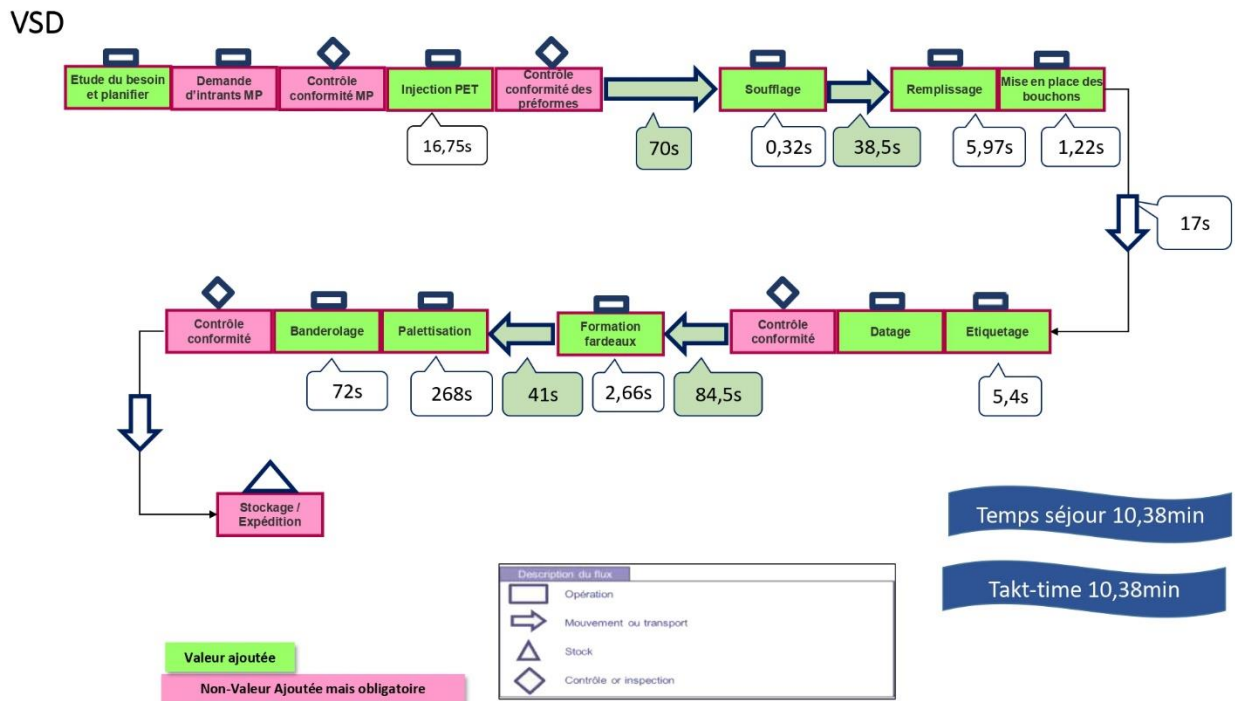 VSD
Etude du besoin
et planifier
Demande
d'intrants MP
Contrôle
conformité MP
Injection PET
Contrôle
conformité des
préformes
Soufflage
Remplissage
Mise en place des
bouchons
16,75s
70s
0,32s
38,5s
5,97s
1,22s
17s
Contrôle
conformité
Banderolage
Palettisation
Formation
fardeaux
Contrôle
conformité
Datage
Etiquetage
72s
268s
41s
2,66s
84,5s
5,4s
Stockage /
Expédition
Temps séjour 10,38min
Takt-time 10,38min
Description du flux
Opération
Mouvement ou transport
Stock
Contrôle or inspection
Valeur ajoutée
Non-Valeur Ajoutée mais obligatoire